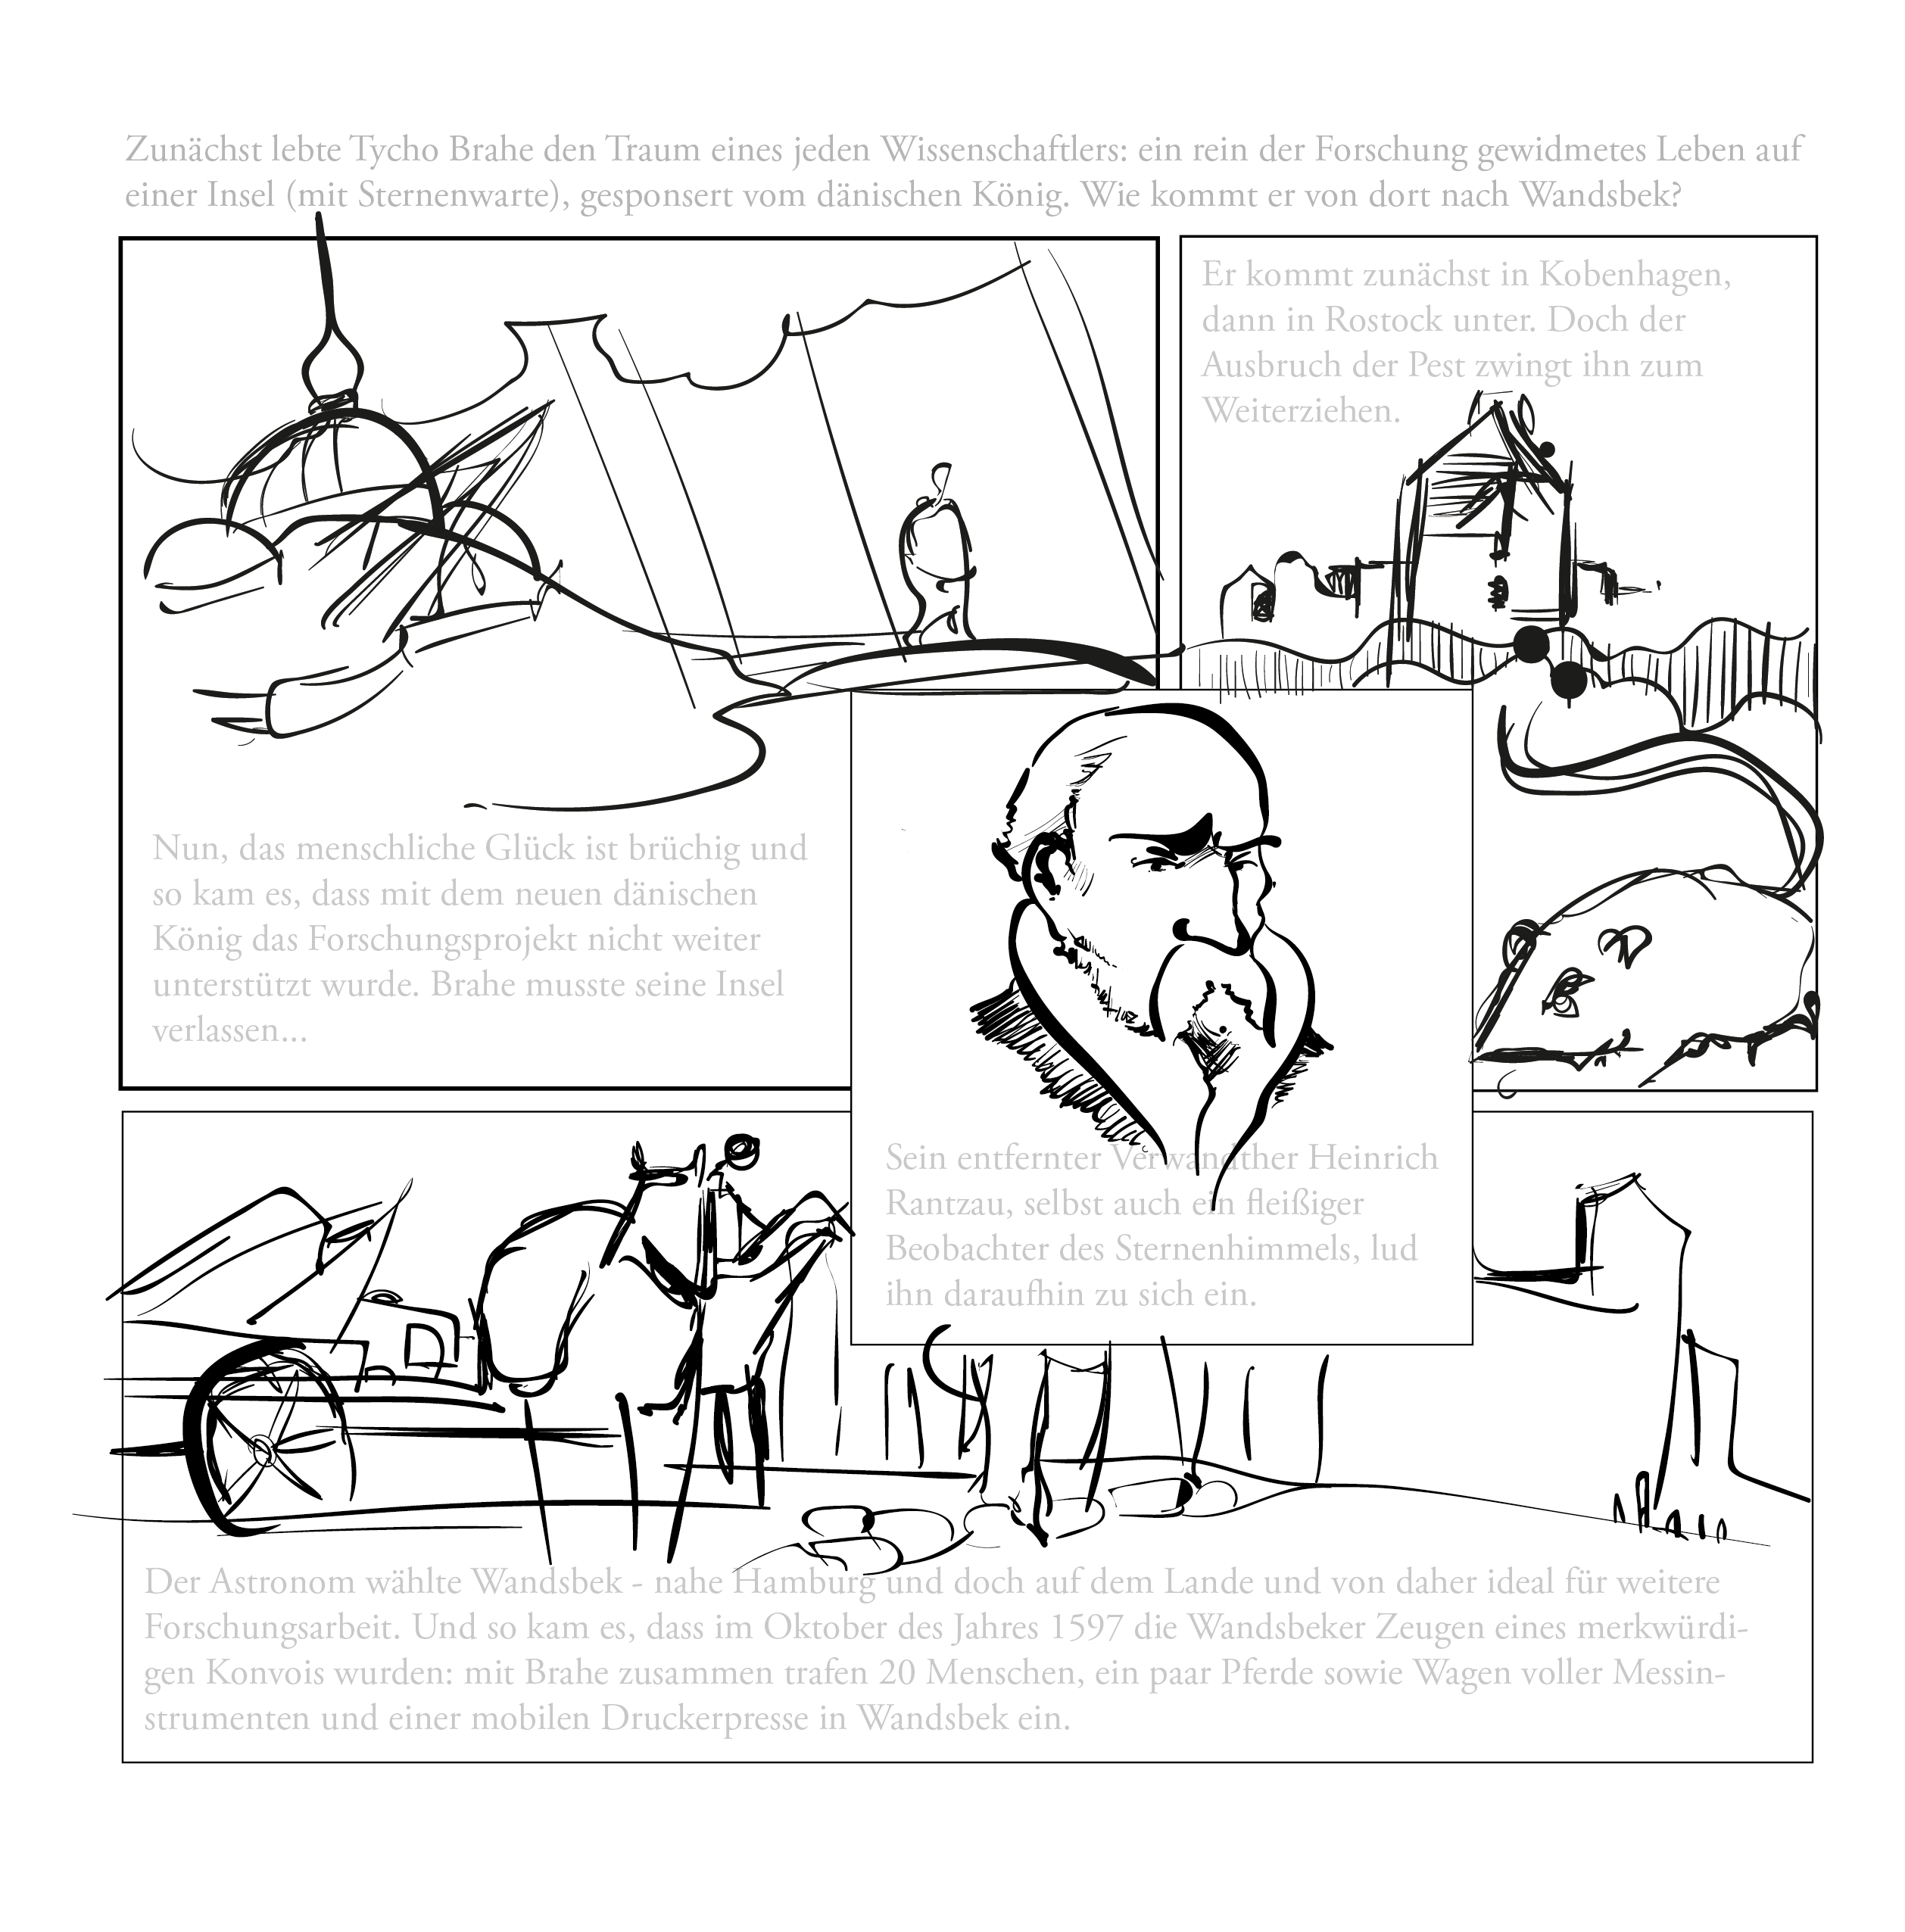 Zunächst lebte Tycho Brahe den Traum eines jeden Wissenschaftlers: ein rein der Forschung gewidmetes Leben auf
einer Insel (mit Sternenwarte), gesponsert vom dänischen König. Wie kommt er von dort nach Wandsbek?
Nun, das menschliche Glück ist brüchig und
so kam es, dass mit dem neuen dänischen
König das Forschungsprojekt nicht weiter
unterstützt wurde. Brahe musste seine Insel
verlassen...
Er kommt zunächst in Kobenhagen,
dann in Rostock unter. Doch der
Ausbruch der Pest zwingt ihn zum
Weiterziehen.
Sein entfernter Verwandther Heinrich
Rantzau, selbst auch ein fleißiger
Beobachter des Sternenhimmels, lud
ihn daraufhin zu sich ein.
Der Astronom wählte Wandsbek - nahe Hamburg und doch auf dem Lande und von daher ideal für weitere
Forschungsarbeit. Und so kam es, dass im Oktober des Jahres 1597 die Wandsbeker Zeugen eines merkwürdi-
gen Konvois wurden: mit Brahe zusammen trafen 20 Menschen, ein paar Pferde sowie Wagen voller Messin-
strumenten und einer mobilen Druckerpresse in Wandsbek ein.